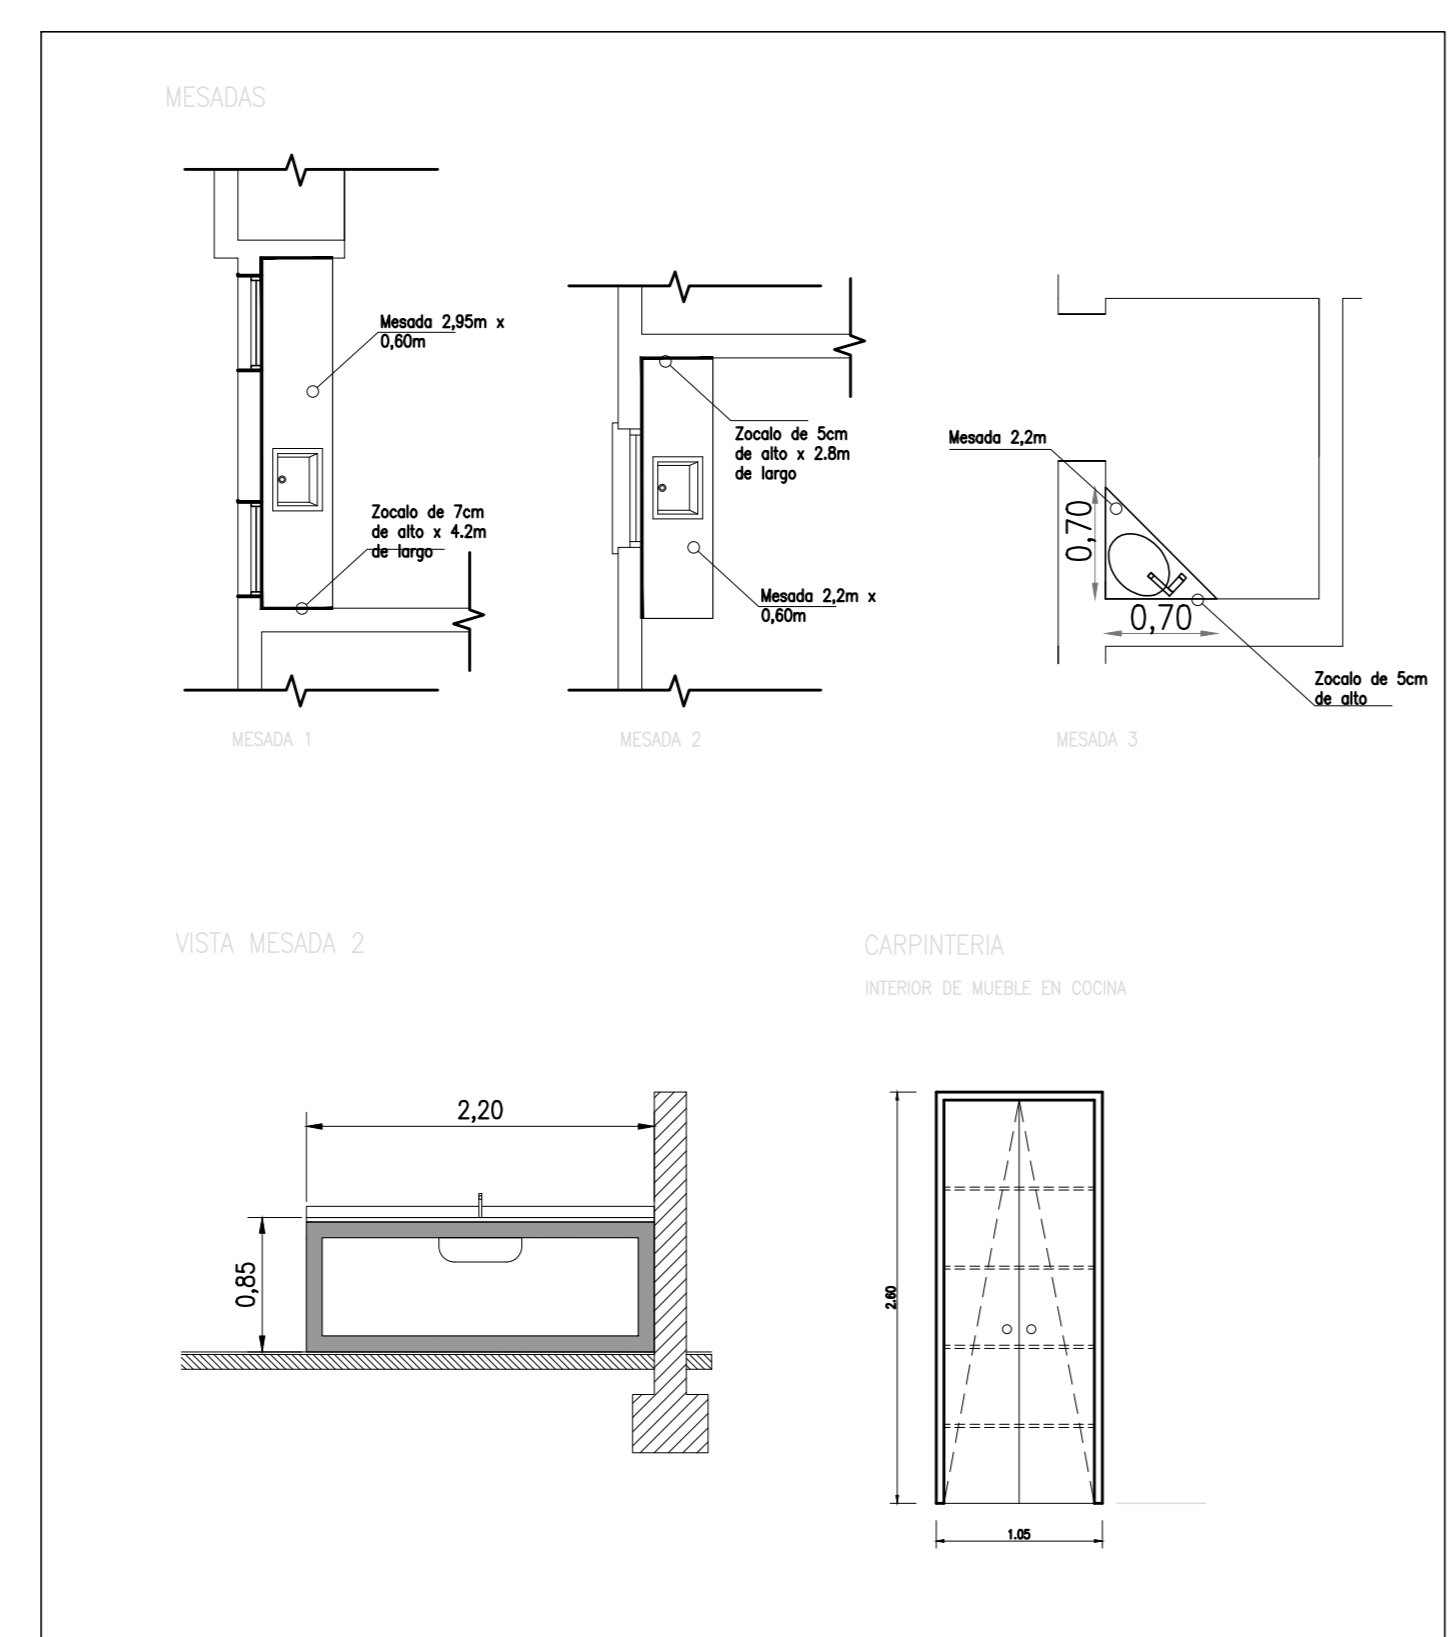 MESADAS
Mesada 2,95m x
0,60m
Zocalo de 7cm
de alto x 4.2m
de largo
MESADA 1
Zocalo de 5cm
de alto x 2.8m
de largo
Mesada 2,2m x
0,60m
MESADA 2
Mesada 2,2m
0,70
0,70
Zocalo de 5cm
de alto
MESADA 3
VISTA MESADA 2
2,20
0,85
CARPINTERIA
INTERIOR DE MUEBLE EN COCINA
2.60
1.05